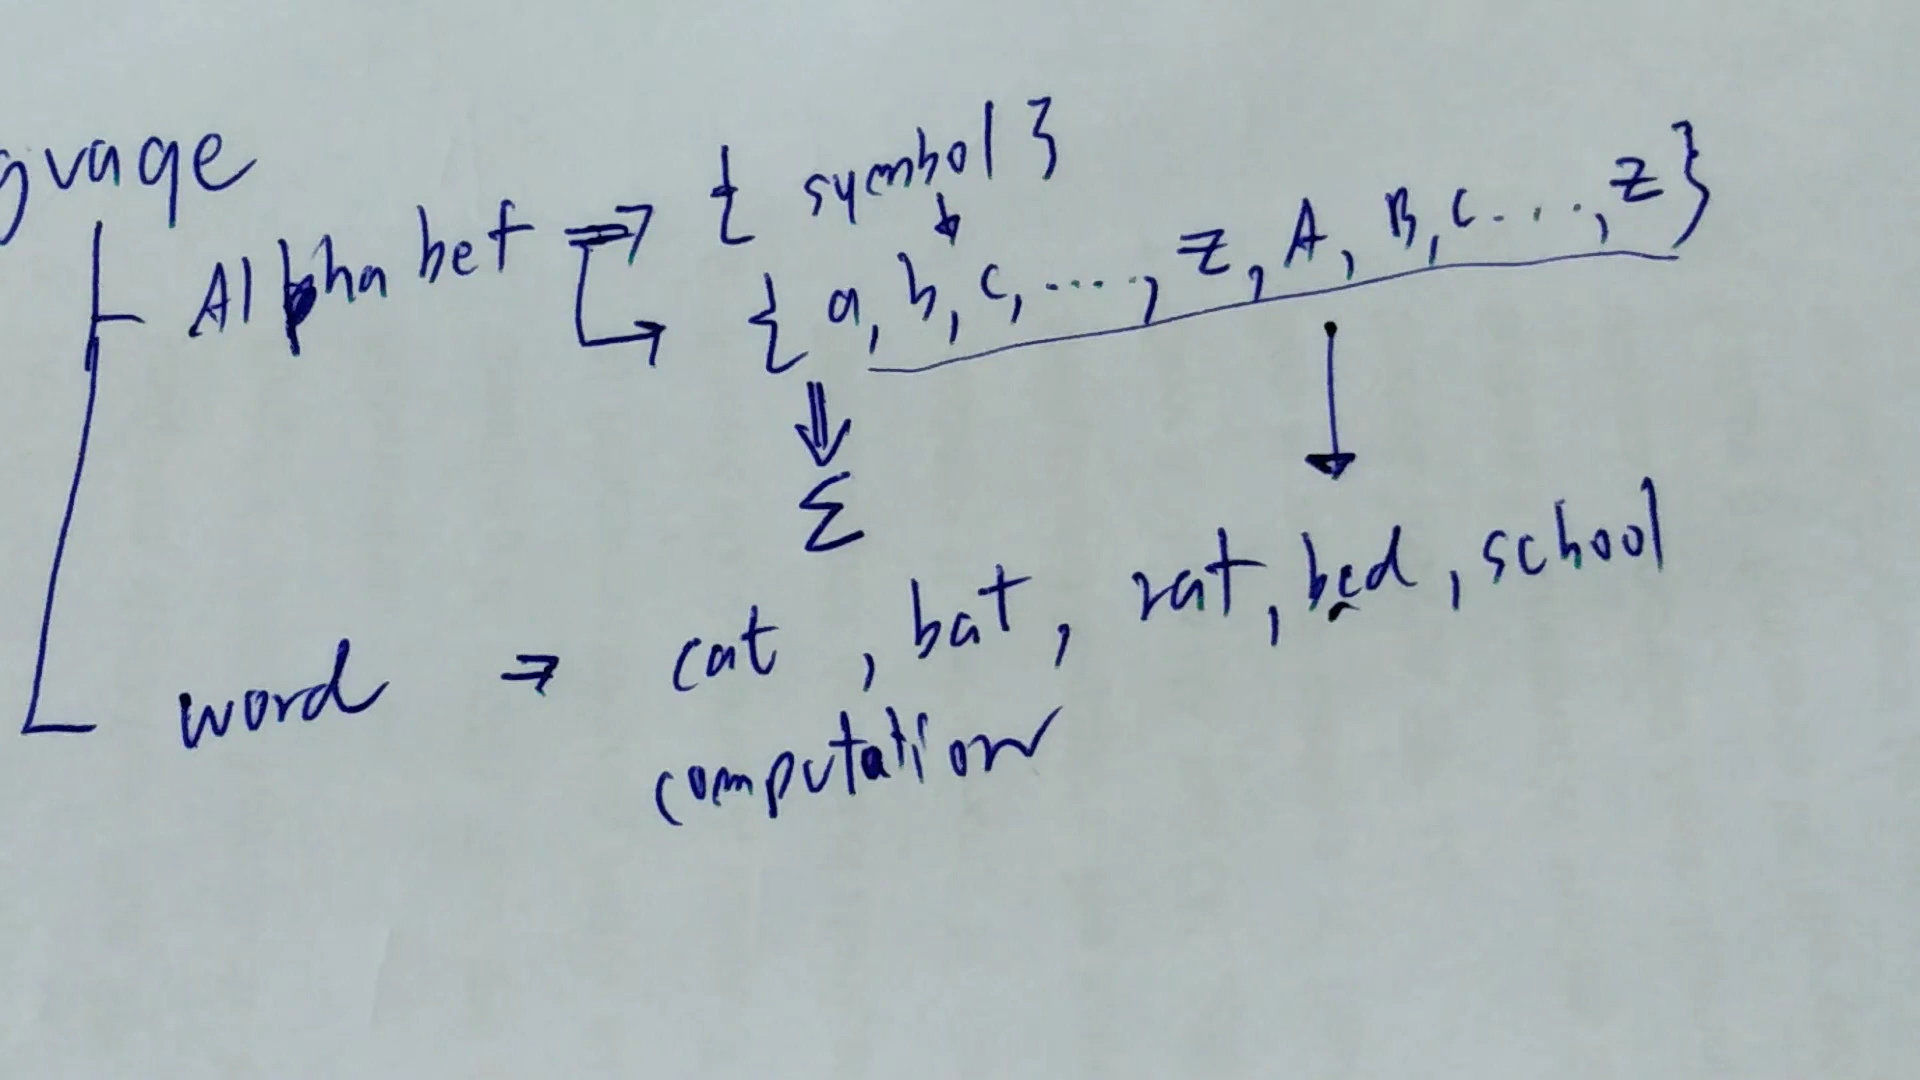 guage
Alphabet ⇒ { symbol }
{ a, b, c, ...., z, A, B, C...., Z }
Σ
word ⇒ cat, bat, rat, bed, school
computation